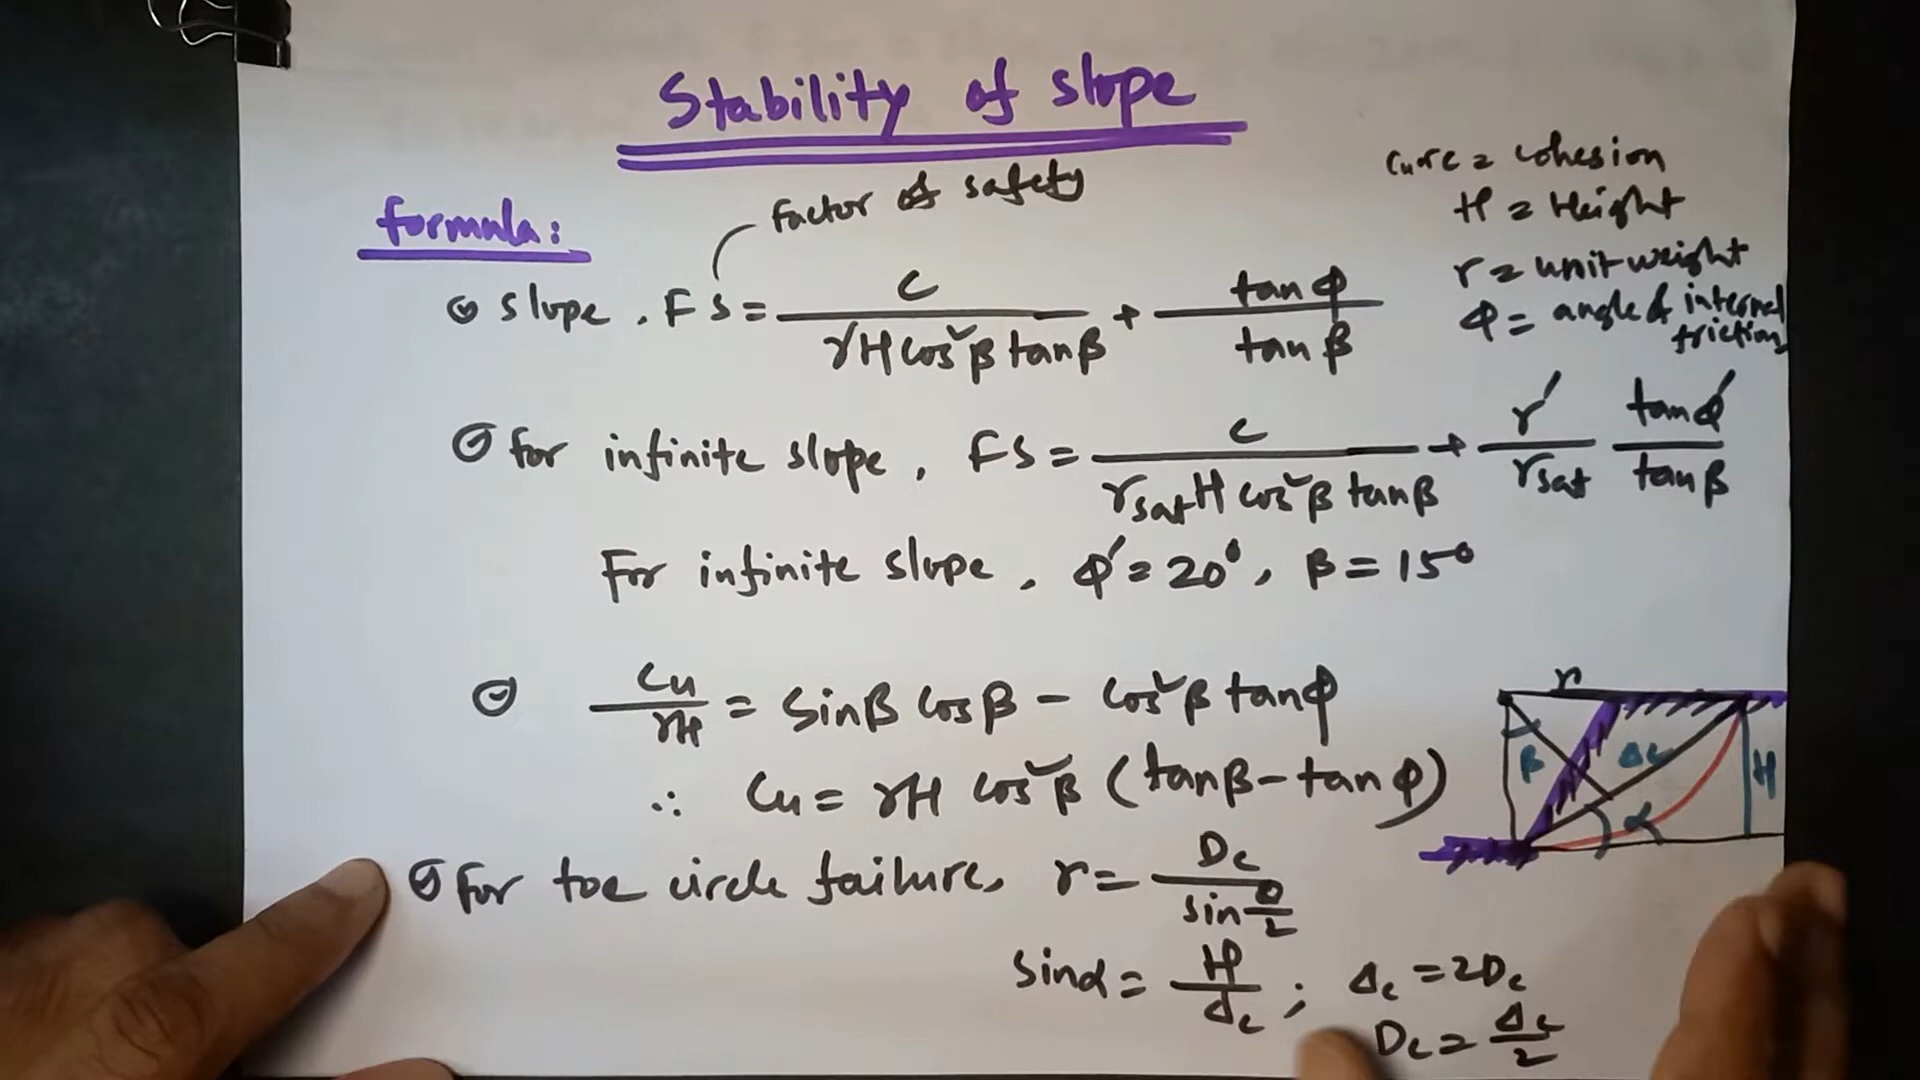 Stability of slope
factor of safety
Cu or c = cohesion
H = Height
formula:
r = unit weight
φ = angle of internal friction
slope, FS = c / (γH cos²β tanβ) + tanφ / tanβ
for infinite slope, FS = c / (γsat H cos²β tanβ) + γ' / γsat tanφ' / tanβ
For infinite slope, φ' = 20°, β = 15°
Cu / γH = sinβ cosβ - cos²β tanφ
∴ Cu = γH cos²β (tanβ - tanφ)
r
β
Δc
H
α
for toe circle failure, r = Dc / sin θ/2
sinα = H / Δc ; Δc = 2Dc
Dc = Δc / 2